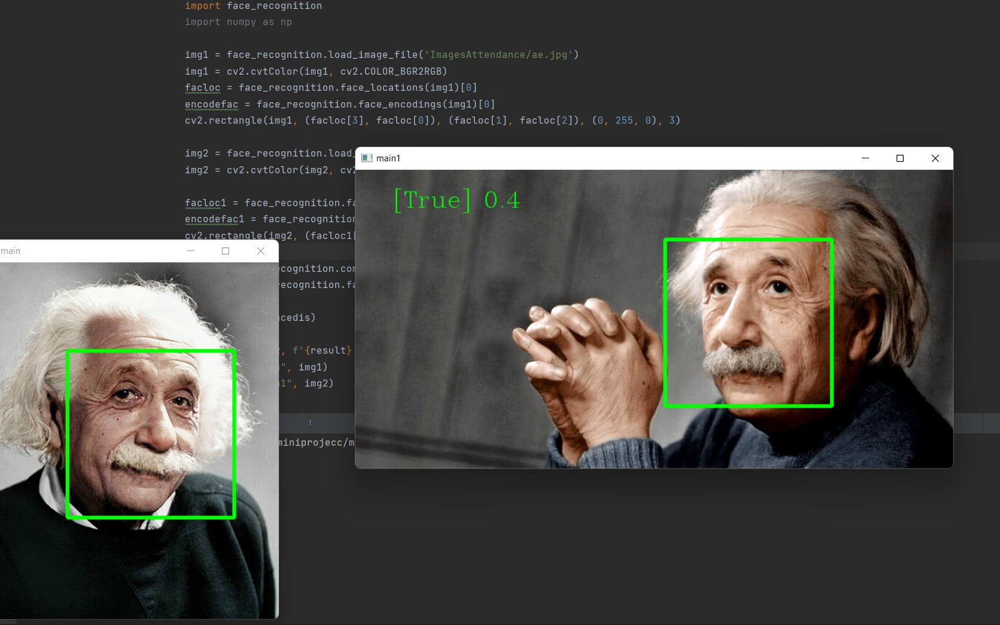 import face_recognition
import numpy as np
img1 = face_recognition.load_image_file('ImagesAttendance/ae.jpg')
img1 = cv2.cvtColor(img1, cv2.COLOR_BGR2RGB)
facloc = face_recognition.face_locations(img1)[0]
encodefac = face_recognition.face_encodings(img1)[0]
cv2.rectangle(img1, (facloc[3], facloc[0]), (facloc[1], facloc[2]), (0, 255, 0), 3)
img2 = face_recognition.load_
img2 = cv2.cvtColor(img2, cv2
facloc1 = face_recognition.fa
encodefac1 = face_recognition
cv2.rectangle(img2, (facloc1[
ecognition.com
ecognition.fa
cedis)
2, f'{result}
", img1)
1", img2)
miniprojecc/m
main
main1
[True] 0.4